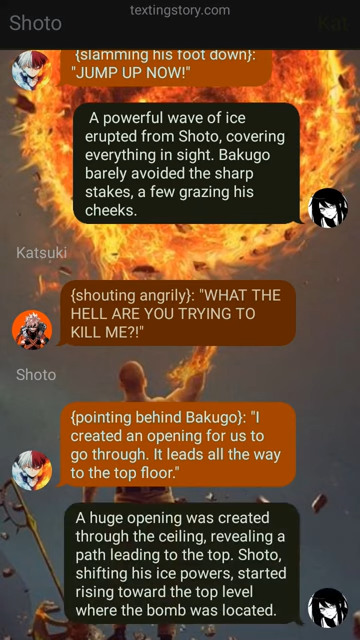 textingstory.com
Shoto
Kat
{slamming his foot down}:
"JUMP UP NOW!"
A powerful wave of ice
erupted from Shoto, covering
everything in sight. Bakugo
barely avoided the sharp
stakes, a few grazing his
cheeks.
Katsuki
{shouting angrily}: "WHAT THE
HELL ARE YOU TRYING TO
KILL ME?!"
Shoto
{pointing behind Bakugo}: "I
created an opening for us to
go through. It leads all the way
to the top floor."
A huge opening was created
through the ceiling, revealing a
path leading to the top. Shoto,
shifting his ice powers, started
rising toward the top level
where the bomb was located.